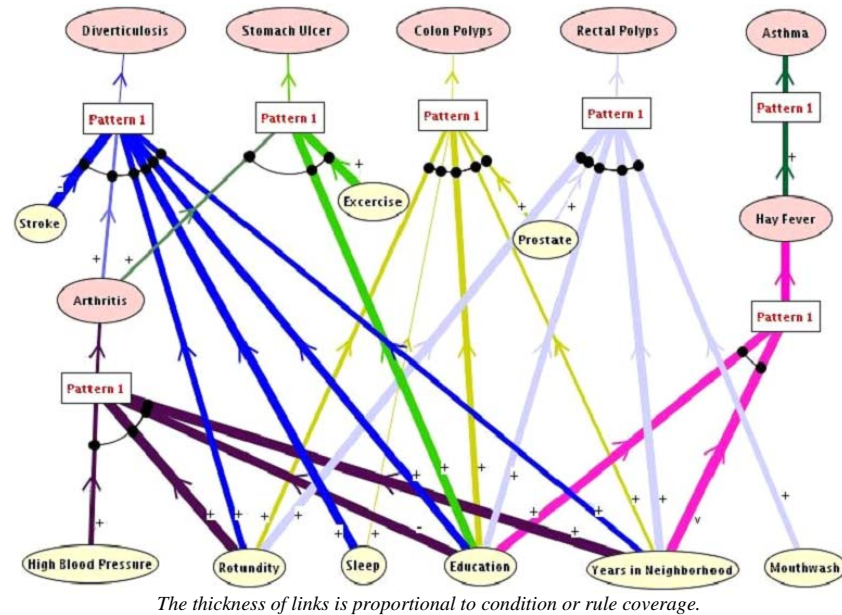 Diverticulosis
Stomach Ulcer
Colon Polyps
Rectal Polyps
Asthma
Pattern 1
Pattern 1
Pattern 1
Pattern 1
Pattern 1
Stroke
Excercise
Prostate
Hay Fever
Arthritis
Pattern 1
Pattern 1
High Blood Pressure
Rotundity
Sleep
Education
Years in Neighborhood
Mouthwash
The thickness of links is proportional to condition or rule coverage.